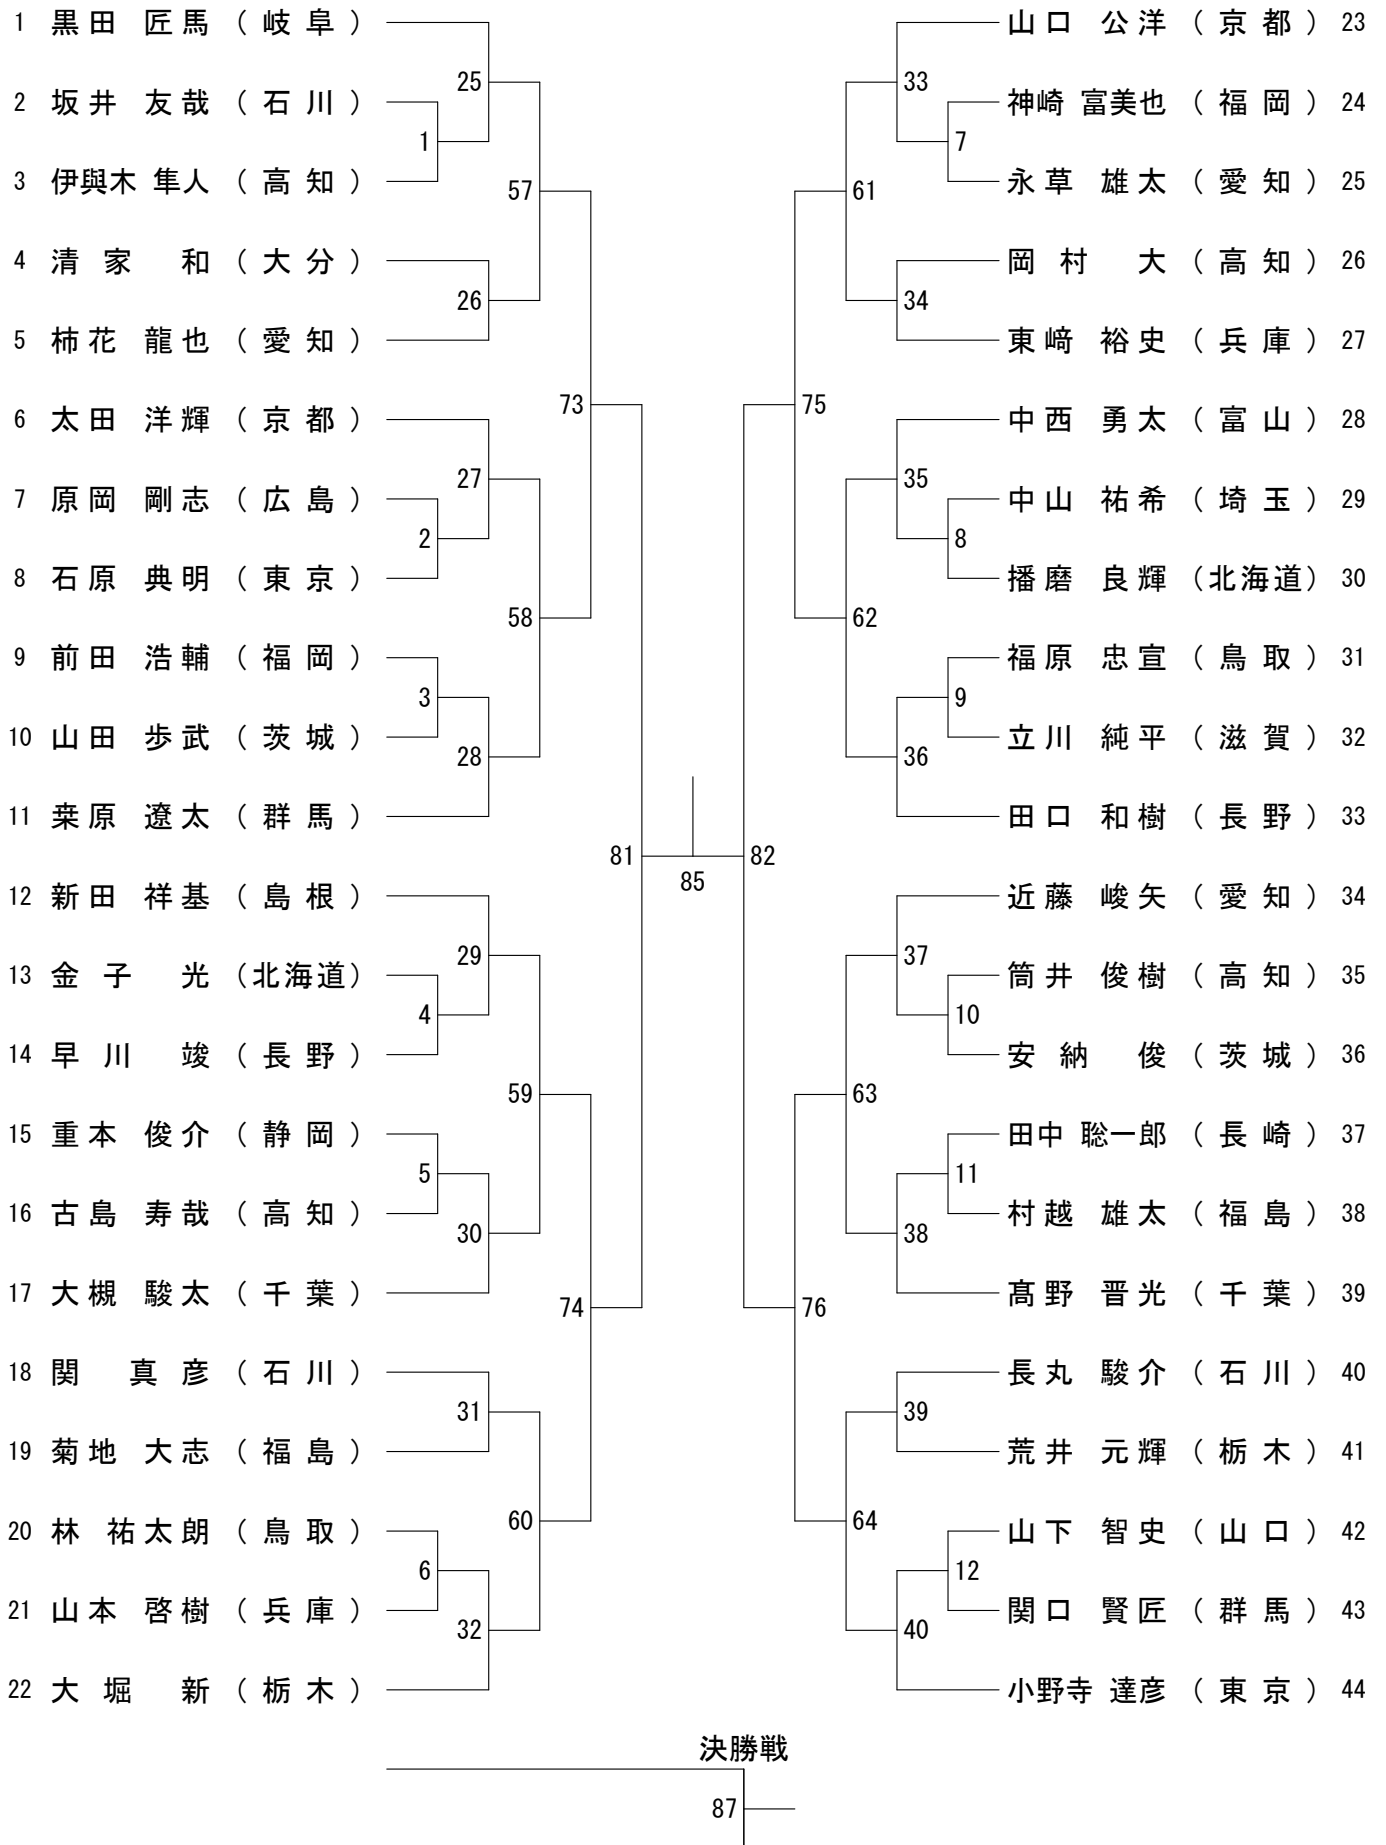 1 黒田 匠馬 (岐阜)
2 坂井 友哉 (石川)
3 伊與木 隼人 (高知)
4 清家 和 (大分)
5 柿花 龍也 (愛知)
6 太田 洋輝 (京都)
7 原岡 剛志 (広島)
8 石原 典明 (東京)
9 前田 浩輔 (福岡)
10 山田 歩武 (茨城)
11 桒原 遼太 (群馬)
12 新田 祥基 (島根)
13 金子 光 (北海道)
14 早川 竣 (長野)
15 重本 俊介 (静岡)
16 古島 寿哉 (高知)
17 大槻 駿太 (千葉)
18 関 真彦 (石川)
19 菊地 大志 (福島)
20 林 祐太朗 (鳥取)
21 山本 啓樹 (兵庫)
22 大堀 新 (栃木)
1
2
3
4
5
6
25
26
27
28
29
30
31
32
57
58
59
60
73
74
81
85
82
75
76
61
62
63
64
33
34
35
36
37
38
39
40
7
8
9
10
11
12
山口 公洋 (京都) 23
神崎 富美也 (福岡) 24
永草 雄太 (愛知) 25
岡村 大 (高知) 26
東﨑 裕史 (兵庫) 27
中西 勇太 (富山) 28
中山 祐希 (埼玉) 29
播磨 良輝 (北海道) 30
福原 忠宣 (鳥取) 31
立川 純平 (滋賀) 32
田口 和樹 (長野) 33
近藤 峻矢 (愛知) 34
筒井 俊樹 (高知) 35
安納 俊 (茨城) 36
田中 聡一郎 (長崎) 37
村越 雄太 (福島) 38
髙野 晋光 (千葉) 39
長丸 駿介 (石川) 40
荒井 元輝 (栃木) 41
山下 智史 (山口) 42
関口 賢匠 (群馬) 43
小野寺 達彦 (東京) 44
決勝戦
87